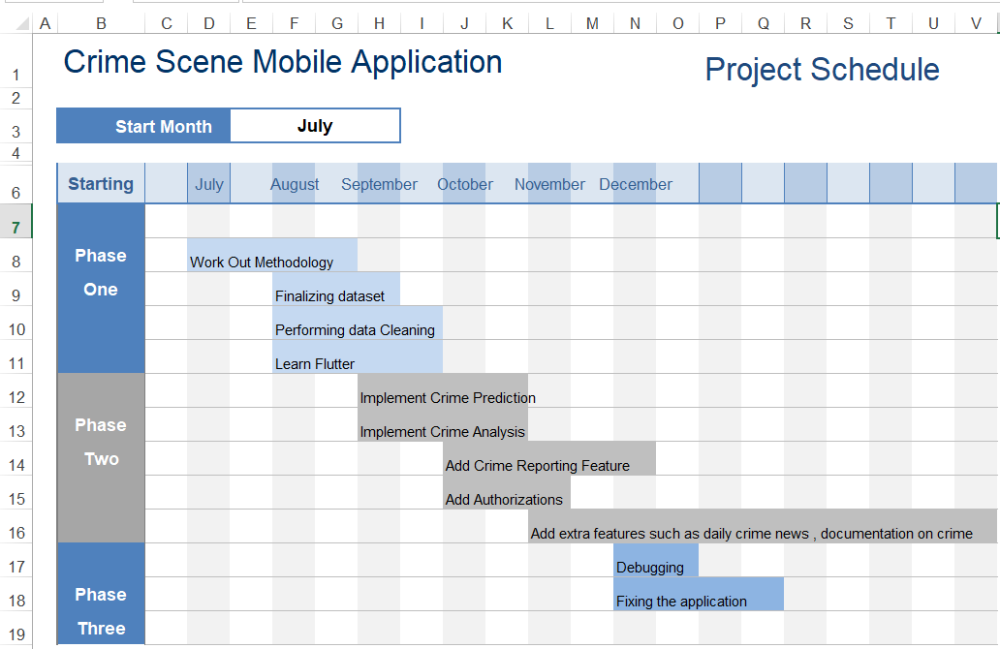 A B C D E F G H I J K L M N O P Q R S T U V
1 Crime Scene Mobile Application Project Schedule
2
3 Start Month July
4
6 Starting July August September October November December
7
8 Phase Work Out Methodology
9 One Finalizing dataset
10 Performing data Cleaning
11 Learn Flutter
12 Implement Crime Prediction
13 Phase Implement Crime Analysis
14 Two Add Crime Reporting Feature
15 Add Authorizations
16 Add extra features such as daily crime news , documentation on crime
17 Debugging
18 Phase Fixing the application
19 Three